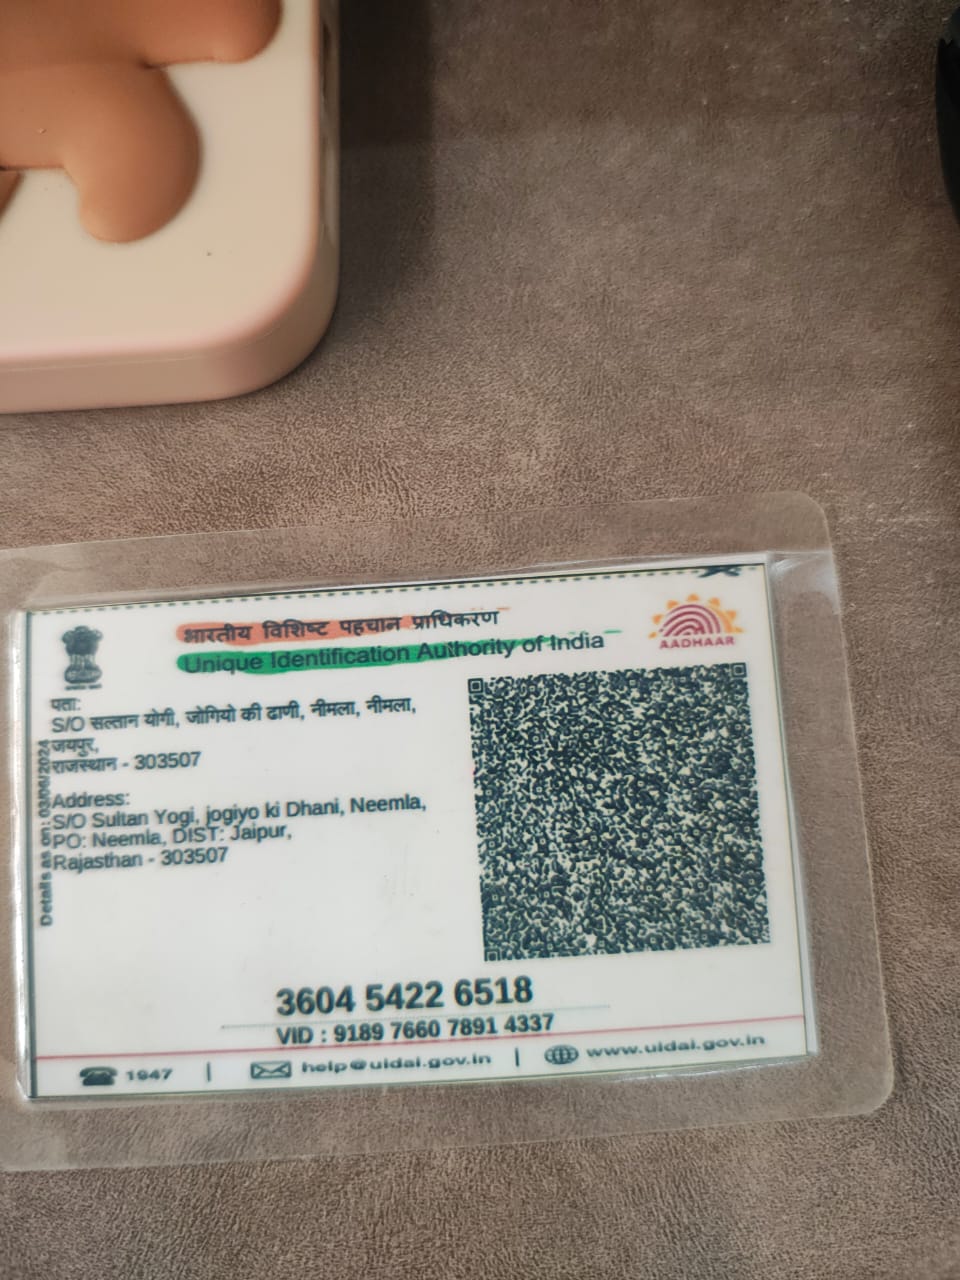 भारतीय विशिष्ट पहचान प्राधिकरण
Unique Identification Authority of India
AADHAAR
पता:
S/O सुल्तान योगी, जोगियो की ढाणी, नीमला, नीमला,
जयपुर,
राजस्थान - 303507
Address:
S/O Sultan Yogi, jogiyo ki Dhani, Neemla,
PO: Neemla, DIST: Jaipur,
Rajasthan - 303507
Details as on: 03/06/2024
3604 5422 6518
VID : 9189 7660 7891 4337
1947 | help@uidai.gov.in | www.uidai.gov.in